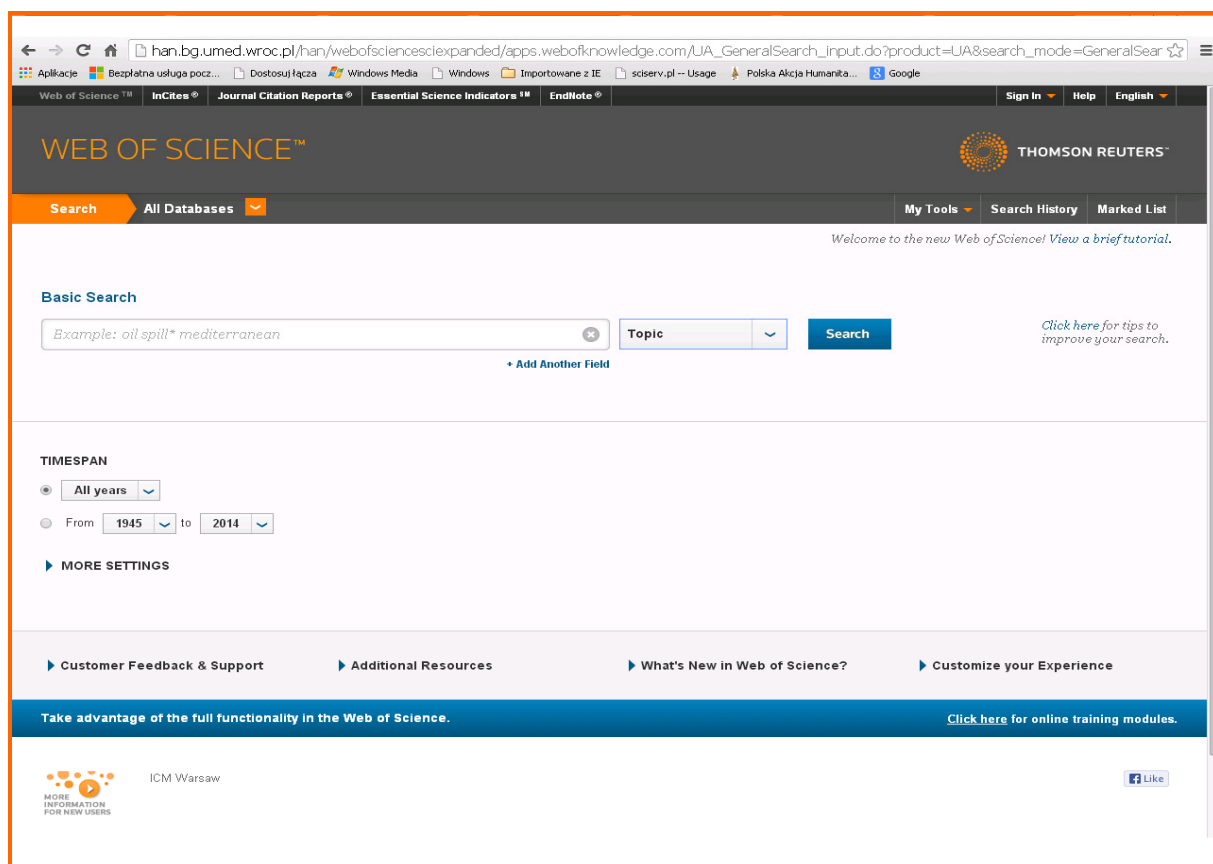 han.bg.umed.wroc.pl/han/webofsciencesciexpanded/apps.webofknowledge.com/UA_GeneralSearch_input.do?product=UA&search_mode=GeneralSear
Aplikacje Bezpłatna usługa pocz... Dostosuj łącza Windows Media Windows Importowane z IE sciserv.pl -- Usage Polska Akcja Humanita... Google
Web of Science ™ InCites ® Journal Citation Reports ® Essential Science Indicators ℠ EndNote ® Sign In Help English
WEB OF SCIENCE™ THOMSON REUTERS™
Search All Databases My Tools Search History Marked List
Welcome to the new Web of Science! View a brief tutorial.
Basic Search
Example: oil spill* mediterranean Topic Search Click here for tips to
improve your search.
+ Add Another Field
TIMESPAN
All years
From 1945 to 2014
MORE SETTINGS
Customer Feedback & Support Additional Resources What's New in Web of Science? Customize your Experience
Take advantage of the full functionality in the Web of Science. Click here for online training modules.
ICM Warsaw Like
MORE
INFORMATION
FOR NEW USERS